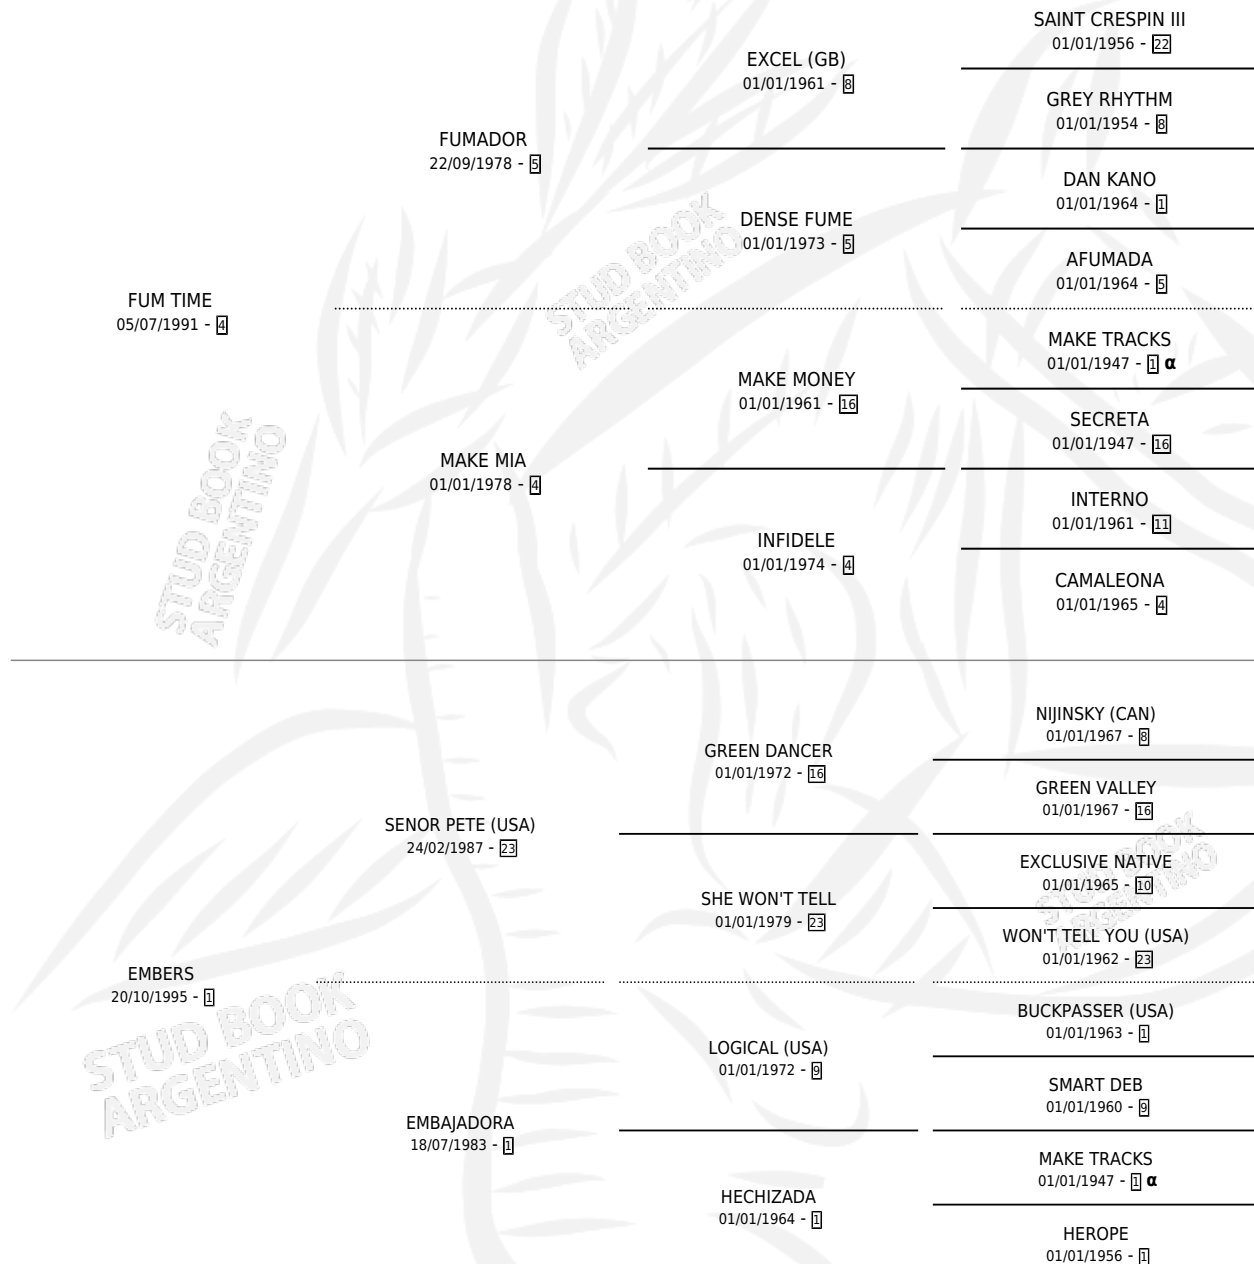 SAINT CRESPIN III
01/01/1956 - 22
EXCEL (GB)
01/01/1961 - 8
GREY RHYTHM
01/01/1954 - 8
FUMADOR
22/09/1978 - 5
DAN KANO
01/01/1964 - 1
DENSE FUME
01/01/1973 - 5
AFUMADA
01/01/1964 - 5
FUM TIME
05/07/1991 - 4
STUD BOOK
ARGENTINO
MAKE TRACKS
01/01/1947 - 1 α
MAKE MONEY
01/01/1961 - 16
SECRETA
01/01/1947 - 16
MAKE MIA
01/01/1978 - 4
INTERNO
01/01/1961 - 11
INFIDELE
01/01/1974 - 4
CAMALEONA
01/01/1965 - 4
STUD BOOK
ARGENTINO
NIJINSKY (CAN)
01/01/1967 - 8
GREEN DANCER
01/01/1972 - 16
GREEN VALLEY
01/01/1967 - 16
SENOR PETE (USA)
24/02/1987 - 23
EXCLUSIVE NATIVE
01/01/1965 - 10
STUD BOOK
ARGENTINO
SHE WON'T TELL
01/01/1979 - 23
WON'T TELL YOU (USA)
01/01/1962 - 23
EMBERS
20/10/1995 - 1
STUD BOOK
ARGENTINO
BUCKPASSER (USA)
01/01/1963 - 1
LOGICAL (USA)
01/01/1972 - 9
SMART DEB
01/01/1960 - 9
EMBAJADORA
18/07/1983 - 1
MAKE TRACKS
01/01/1947 - 1 α
HECHIZADA
01/01/1964 - 1
HEROPE
01/01/1956 - 1